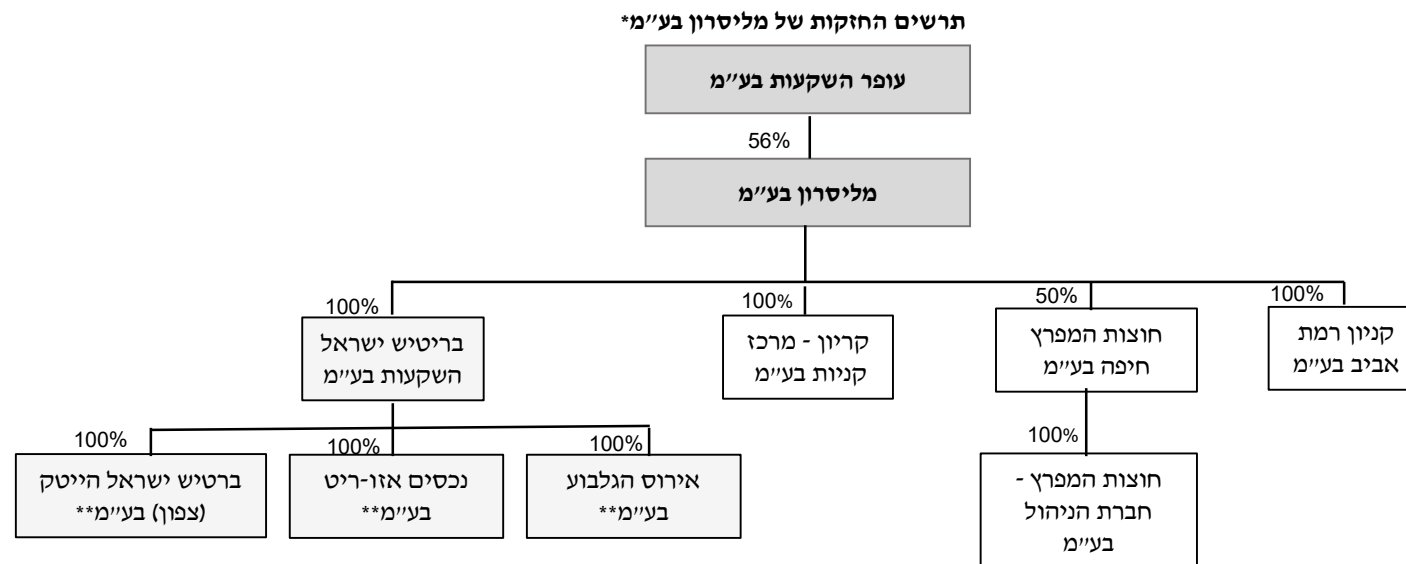 תרשים החזקות של מליסרון בע״מ*
עופר השקעות בע״מ
56%
מליסרון בע״מ
100%
קניון רמת
אביב בע״מ
50%
חוצות המפרץ
חיפה בע״מ
100%
קריון - מרכז
קניות בע״מ
100%
בריטיש ישראל
השקעות בע״מ
100%
חוצות המפרץ -
חברת הניהול
בע״מ
100%
אירוס הגלבוע
בע״מ**
100%
נכסים אזו-ריט
בע״מ**
100%
ברטיש ישראל הייטק
(צפון) בע״מ**